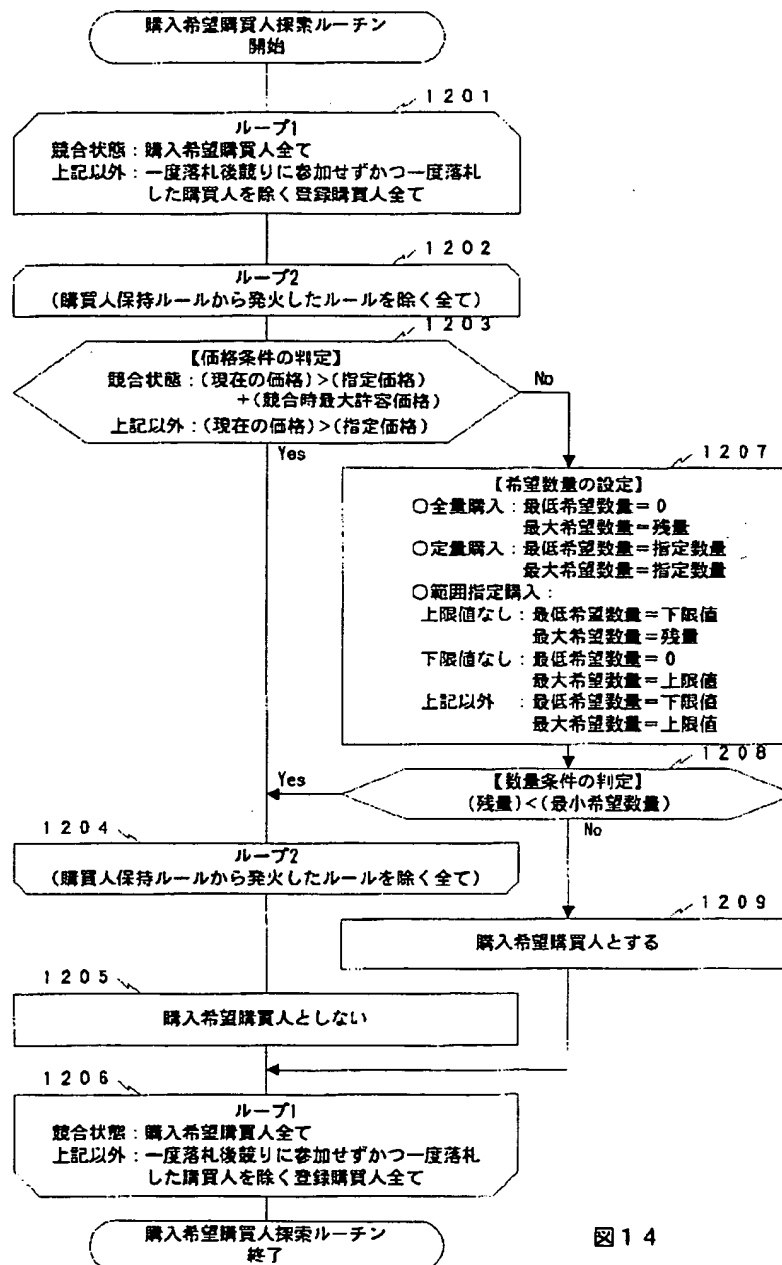 購入希望購買人探索ルーチン
開始
1201
ループ1
競合状態:購入希望購買人全て
上記以外:一度落札後競りに参加せずかつ一度落札
した購買人を除く登録購買人全て
1202
ループ2
(購買人保持ルールから発火したルールを除く全て)
1203
【価格条件の判定】
競合状態:(現在の価格)>(指定価格)
+(競合時最大許容価格)
上記以外:(現在の価格)>(指定価格)
No
Yes
1207
【希望数量の設定】
○全量購入:最低希望数量=0
最大希望数量=残量
○定量購入:最低希望数量=指定数量
最大希望数量=指定数量
○範囲指定購入:
上限値なし:最低希望数量=下限値
最大希望数量=残量
下限値なし:最低希望数量=0
最大希望数量=上限値
上記以外 :最低希望数量=下限値
最大希望数量=上限値
1208
【数量条件の判定】
(残量)<(最小希望数量)
Yes
No
1204
ループ2
(購買人保持ルールから発火したルールを除く全て)
1209
購入希望購買人とする
1205
購入希望購買人としない
1206
ループ1
競合状態:購入希望購買人全て
上記以外:一度落札後競りに参加せずかつ一度落札
した購買人を除く登録購買人全て
購入希望購買人探索ルーチン
終了
図14